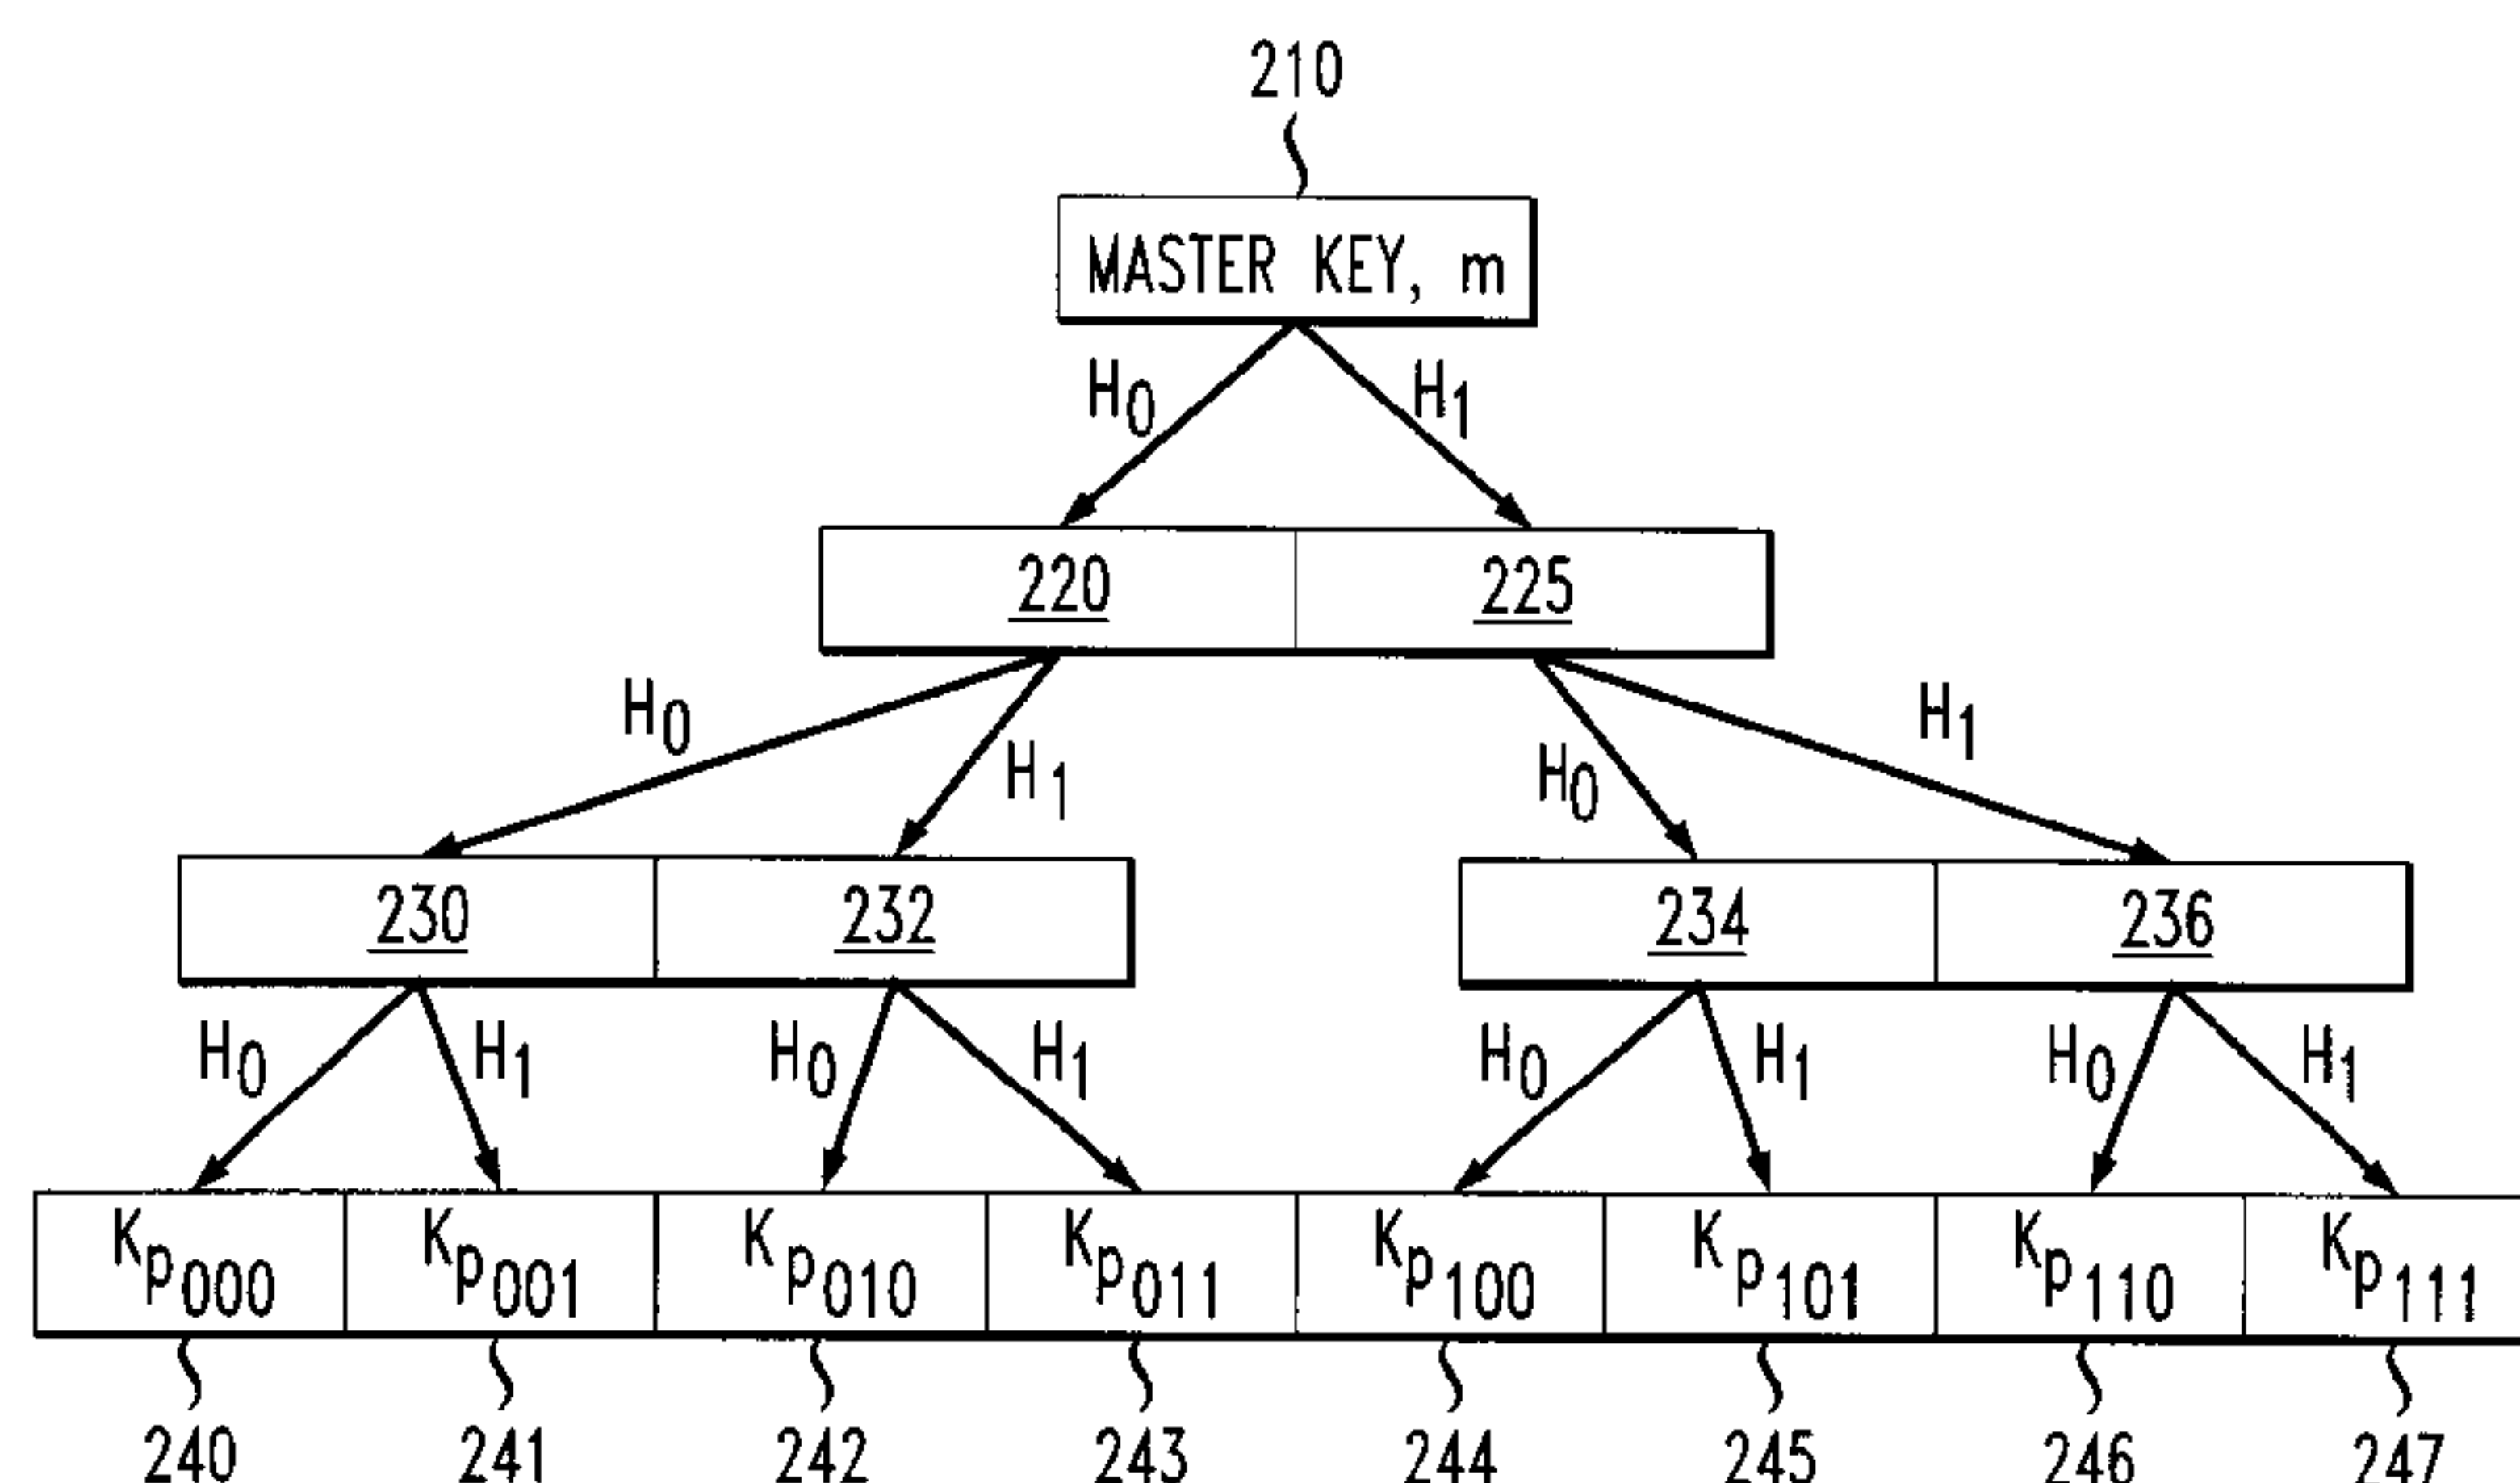 210
MASTER KEY, m
H0 H1
220 225
H0 H1 H0 H1
230 232 234 236
H0 H1 H0 H1 H0 H1 H0 H1
Kp000 Kp001 Kp010 Kp011 Kp100 Kp101 Kp110 Kp111
240 241 242 243 244 245 246 247